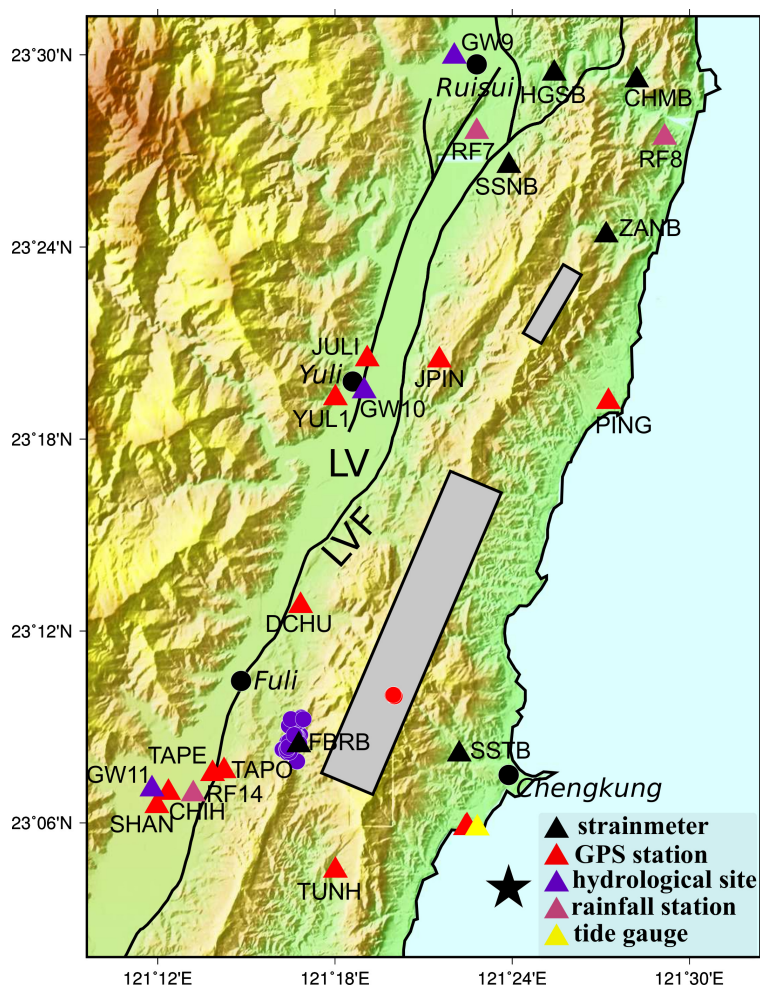 23°30'N
GW9
Ruisui
HGSB
CHMB
RF7
RF8
SSNB
23°24'N
ZANB
JULI
Yuli
JPIN
YUL1
GW10
PING
23°18'N
LV
LVF
23°12'N
DCHU
Fuli
FBRB
TAPE
TAPO
SSTB
GW11
RF14
Chengkung
CHIH
SHAN
23°06'N
strainmeter
GPS station
hydrological site
rainfall station
tide gauge
TUNH
121°12'E
121°18'E
121°24'E
121°30'E